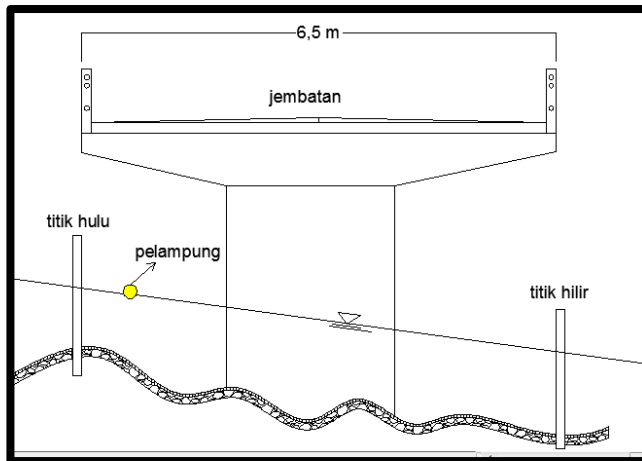 6,5 m
jembatan
titik hulu
pelampung
titik hilir